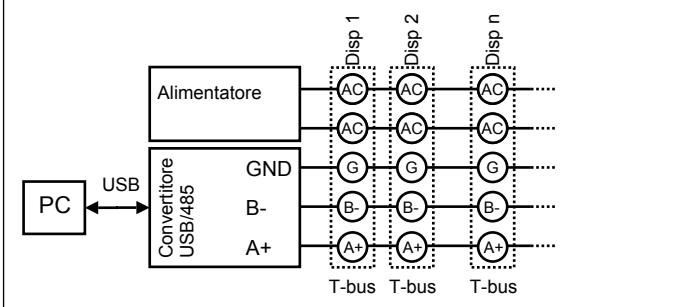 Disp 1
Disp 2
Disp n
Alimentatore
AC AC AC
AC AC AC
Convertitore
USB/485
GND
G G G
PC
USB
B-
B- B- B-
A+
A+ A+ A+
T-bus T-bus T-bus